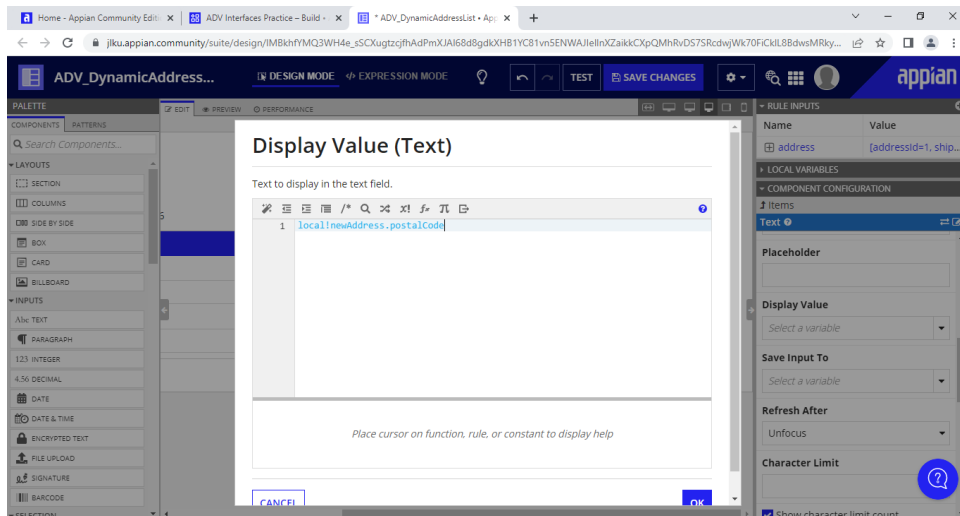 Home - Appian Community Editi
ADV Interfaces Practice – Build -
* ADV_DynamicAddressList • App
jlku.appian.community/suite/design/
ADV_DynamicAddress...
DESIGN MODE
</> EXPRESSION MODE
TEST
SAVE CHANGES
appian
PALETTE
EDIT
PREVIEW
PERFORMANCE
RULE INPUTS
COMPONENTS
PATTERNS
Search Components...
LAYOUTS
SECTION
COLUMNS
SIDE BY SIDE
BOX
CARD
BILLBOARD
INPUTS
Abc TEXT
PARAGRAPH
123 INTEGER
4.56 DECIMAL
DATE
DATE & TIME
ENCRYPTED TEXT
FILE UPLOAD
SIGNATURE
BARCODE
SELECTION
Display Value (Text)
Text to display in the text field.
1 local!newAddress.postalCode
Place cursor on function, rule, or constant to display help
CANCEL
OK
Name Value
address [addressId=1, ship...
LOCAL VARIABLES
COMPONENT CONFIGURATION
Items
Text
Placeholder
Display Value
Select a variable
Save Input To
Select a variable
Refresh After
Unfocus
Character Limit
Show character limit count